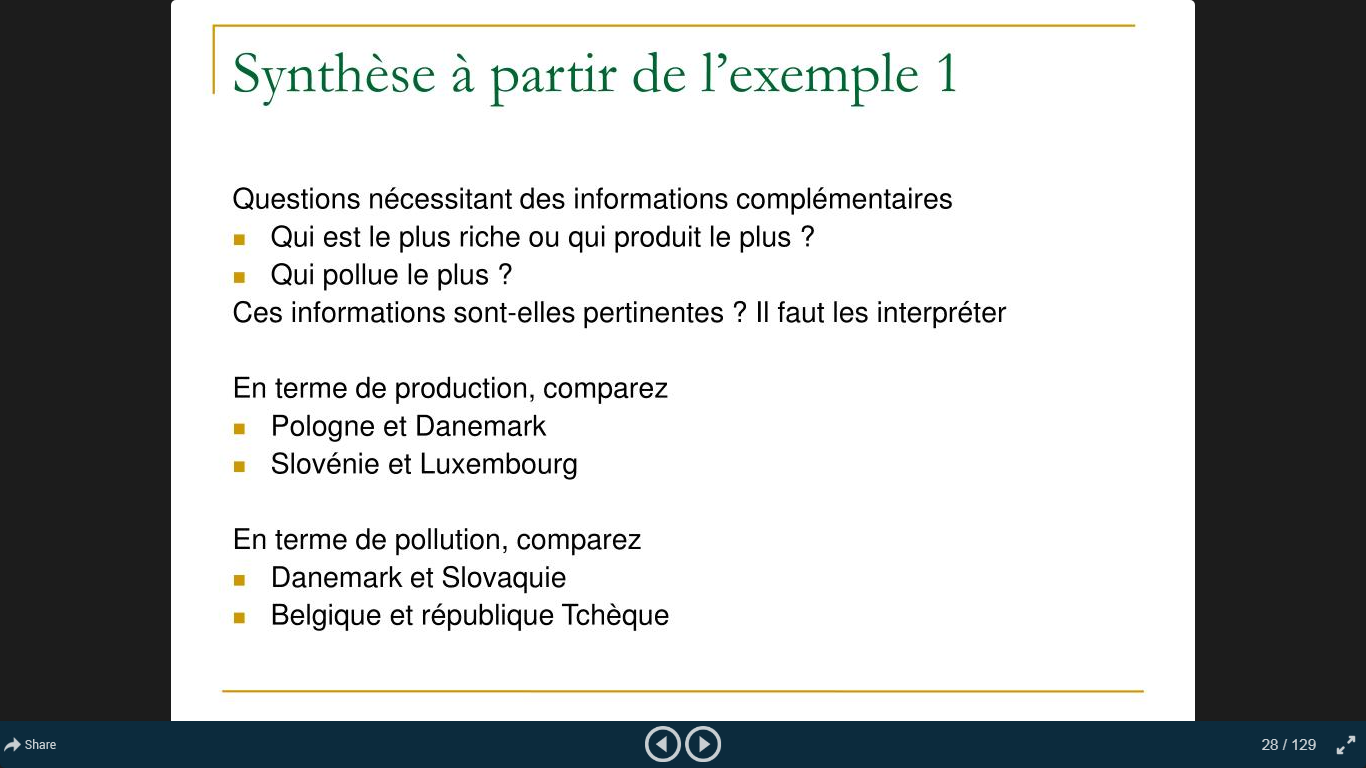 Synthèse à partir de l’exemple 1
Questions nécessitant des informations complémentaires
Qui est le plus riche ou qui produit le plus ?
Qui pollue le plus ?
Ces informations sont-elles pertinentes ? Il faut les interpréter
En terme de production, comparez
Pologne et Danemark
Slovénie et Luxembourg
En terme de pollution, comparez
Danemark et Slovaquie
Belgique et république Tchèque
Share
28 / 129